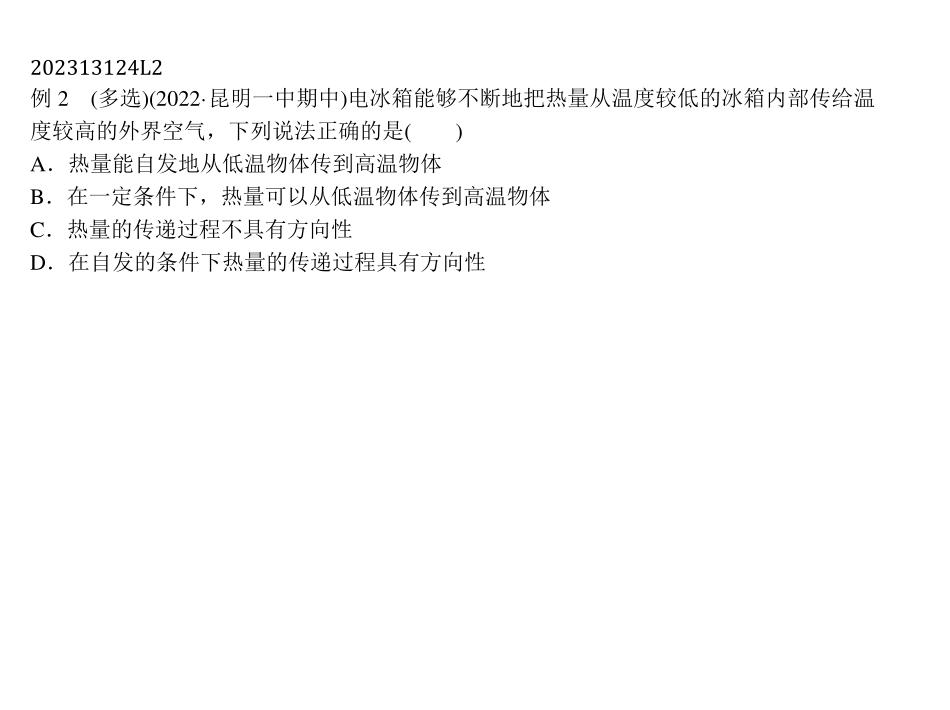 202313124L2
例 2　(多选)(2022·昆明一中期中)电冰箱能够不断地把热量从温度较低的冰箱内部传给温
度较高的外界空气，下列说法正确的是(　　)
A．热量能自发地从低温物体传到高温物体
B．在一定条件下，热量可以从低温物体传到高温物体
C．热量的传递过程不具有方向性
D．在自发的条件下热量的传递过程具有方向性